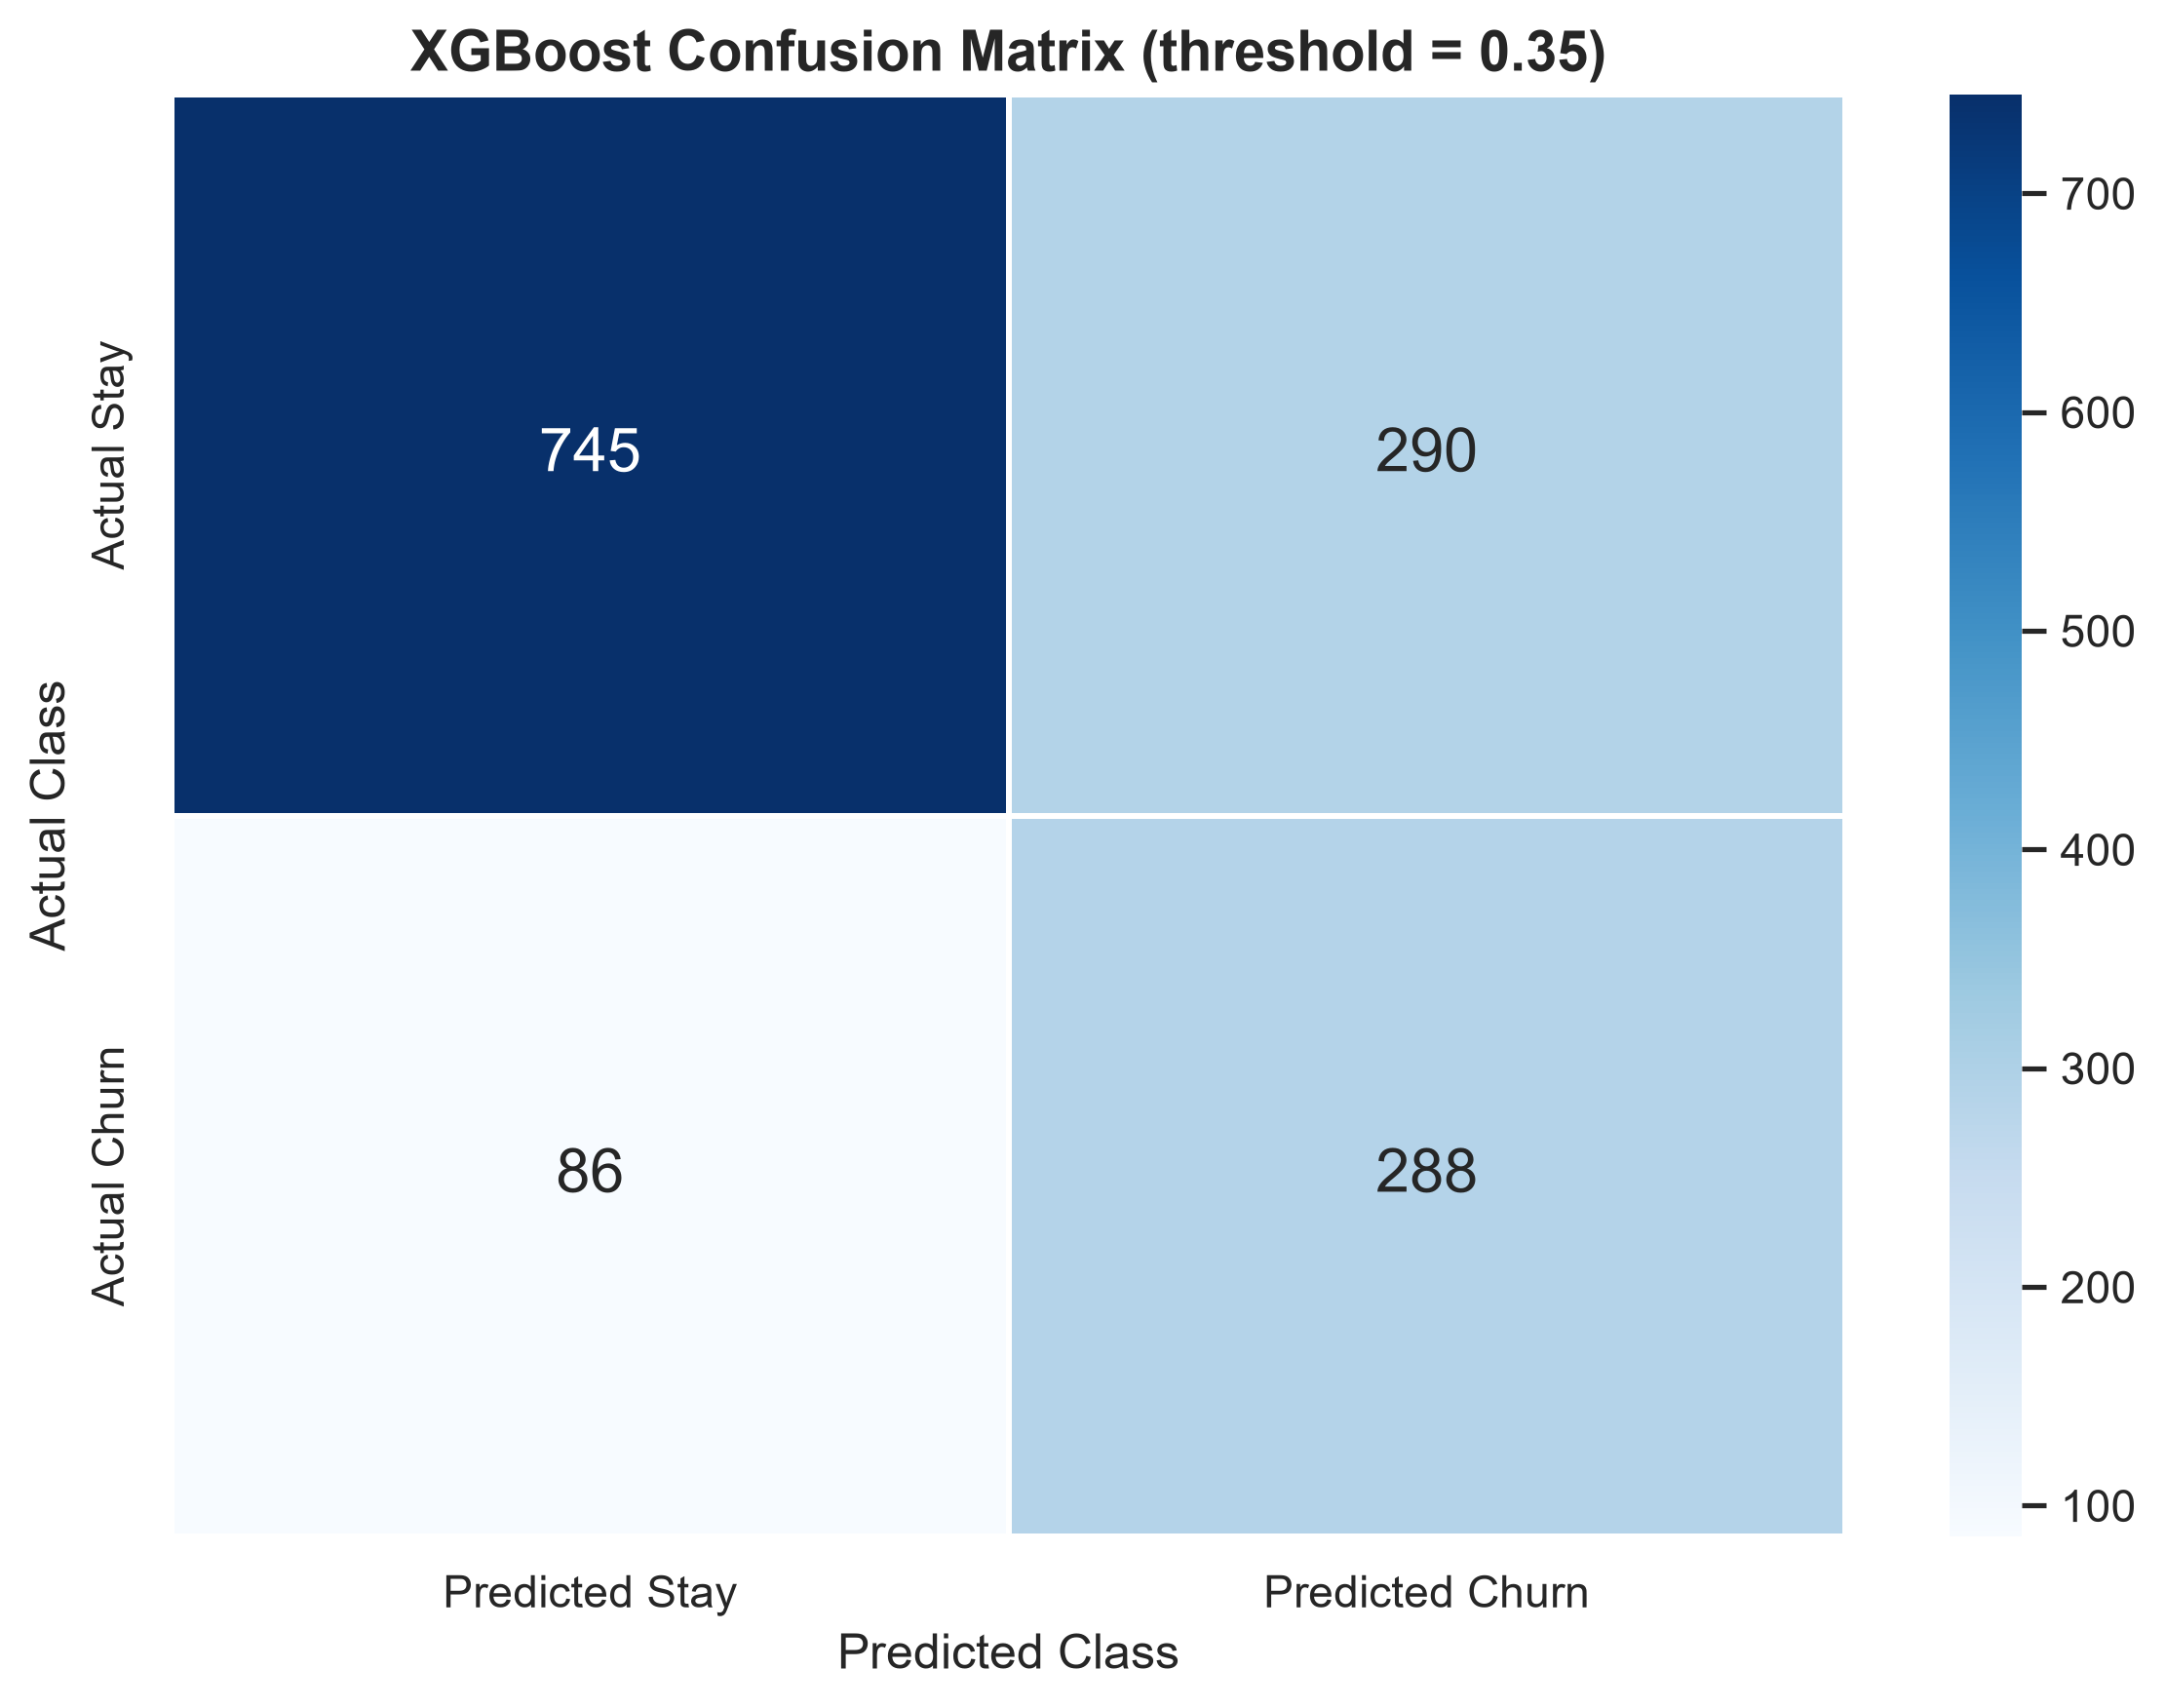 XGBoost Confusion Matrix (threshold = 0.35)
Actual Class
Actual Stay
745
290
Actual Churn
86
288
Predicted Stay
Predicted Churn
Predicted Class
700
600
500
400
300
200
100